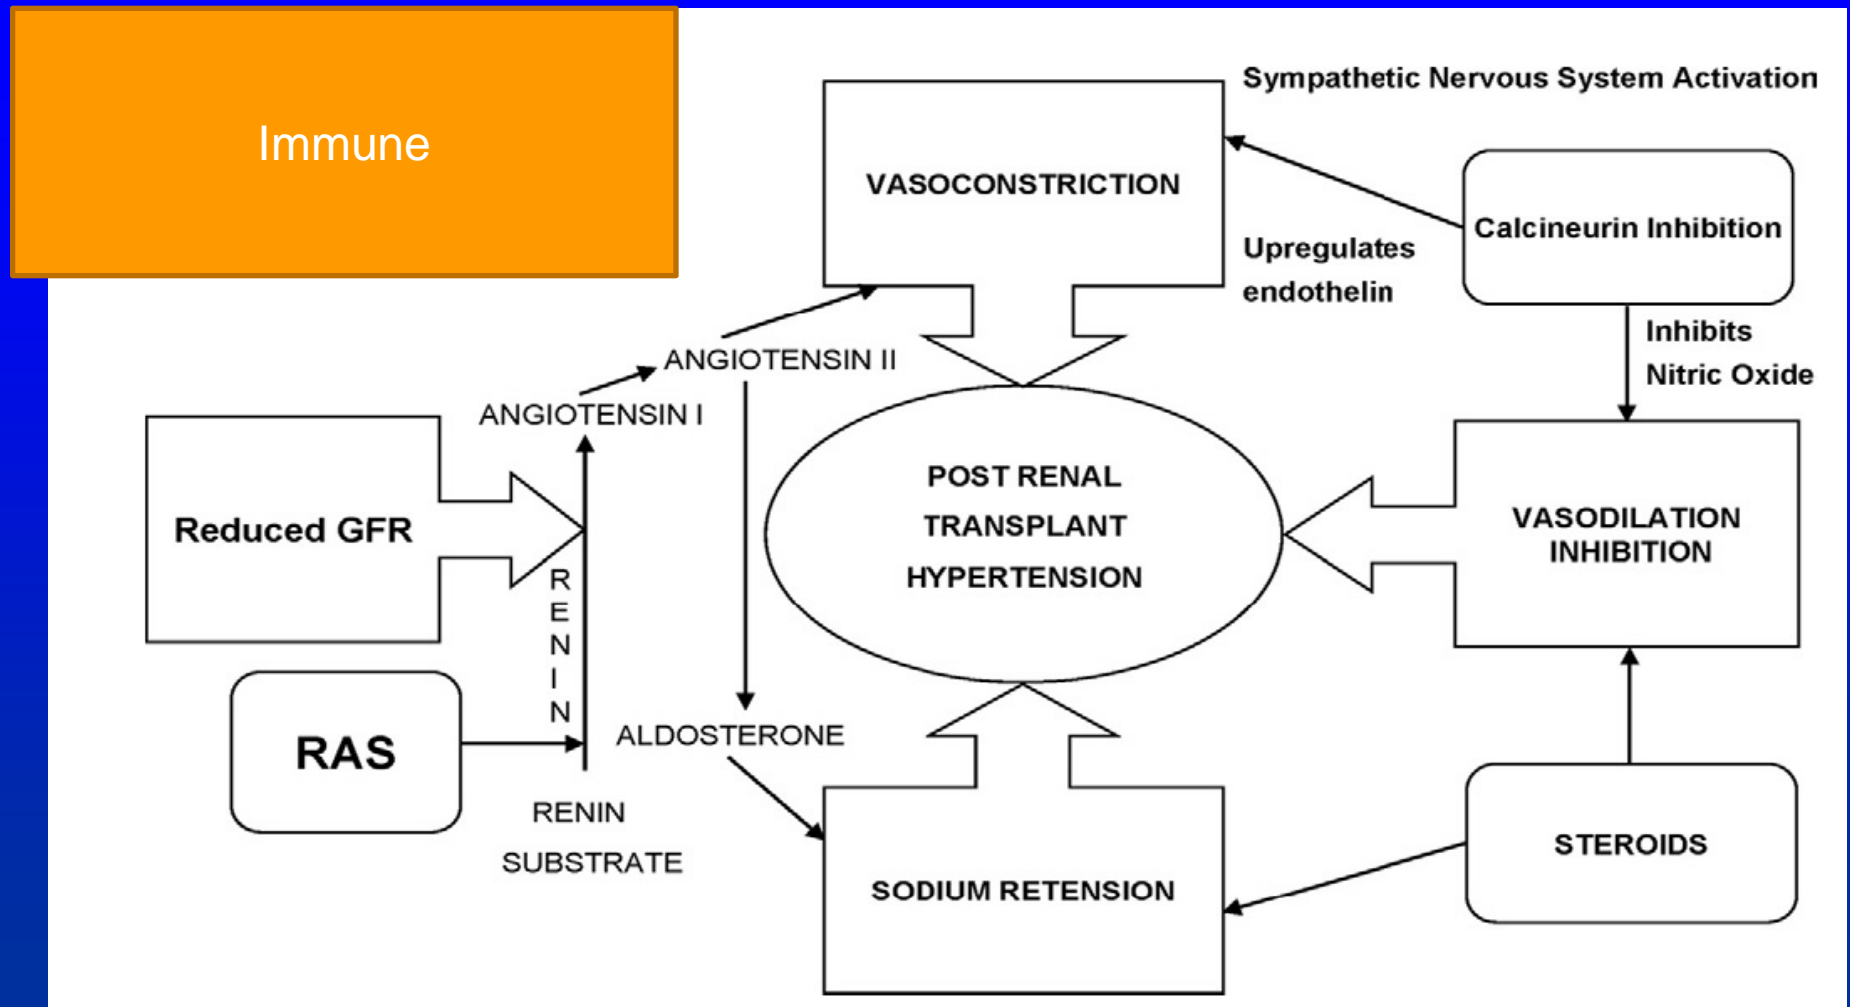 Immune
Sympathetic Nervous System Activation
VASOCONSTRICTION
Calcineurin Inhibition
Upregulates
endothelin
Inhibits
Nitric Oxide
ANGIOTENSIN II
ANGIOTENSIN I
Reduced GFR
RENIN
POST RENAL
TRANSPLANT
HYPERTENSION
VASODILATION
INHIBITION
RAS
ALDOSTERONE
RENIN
SUBSTRATE
SODIUM RETENSION
STEROIDS